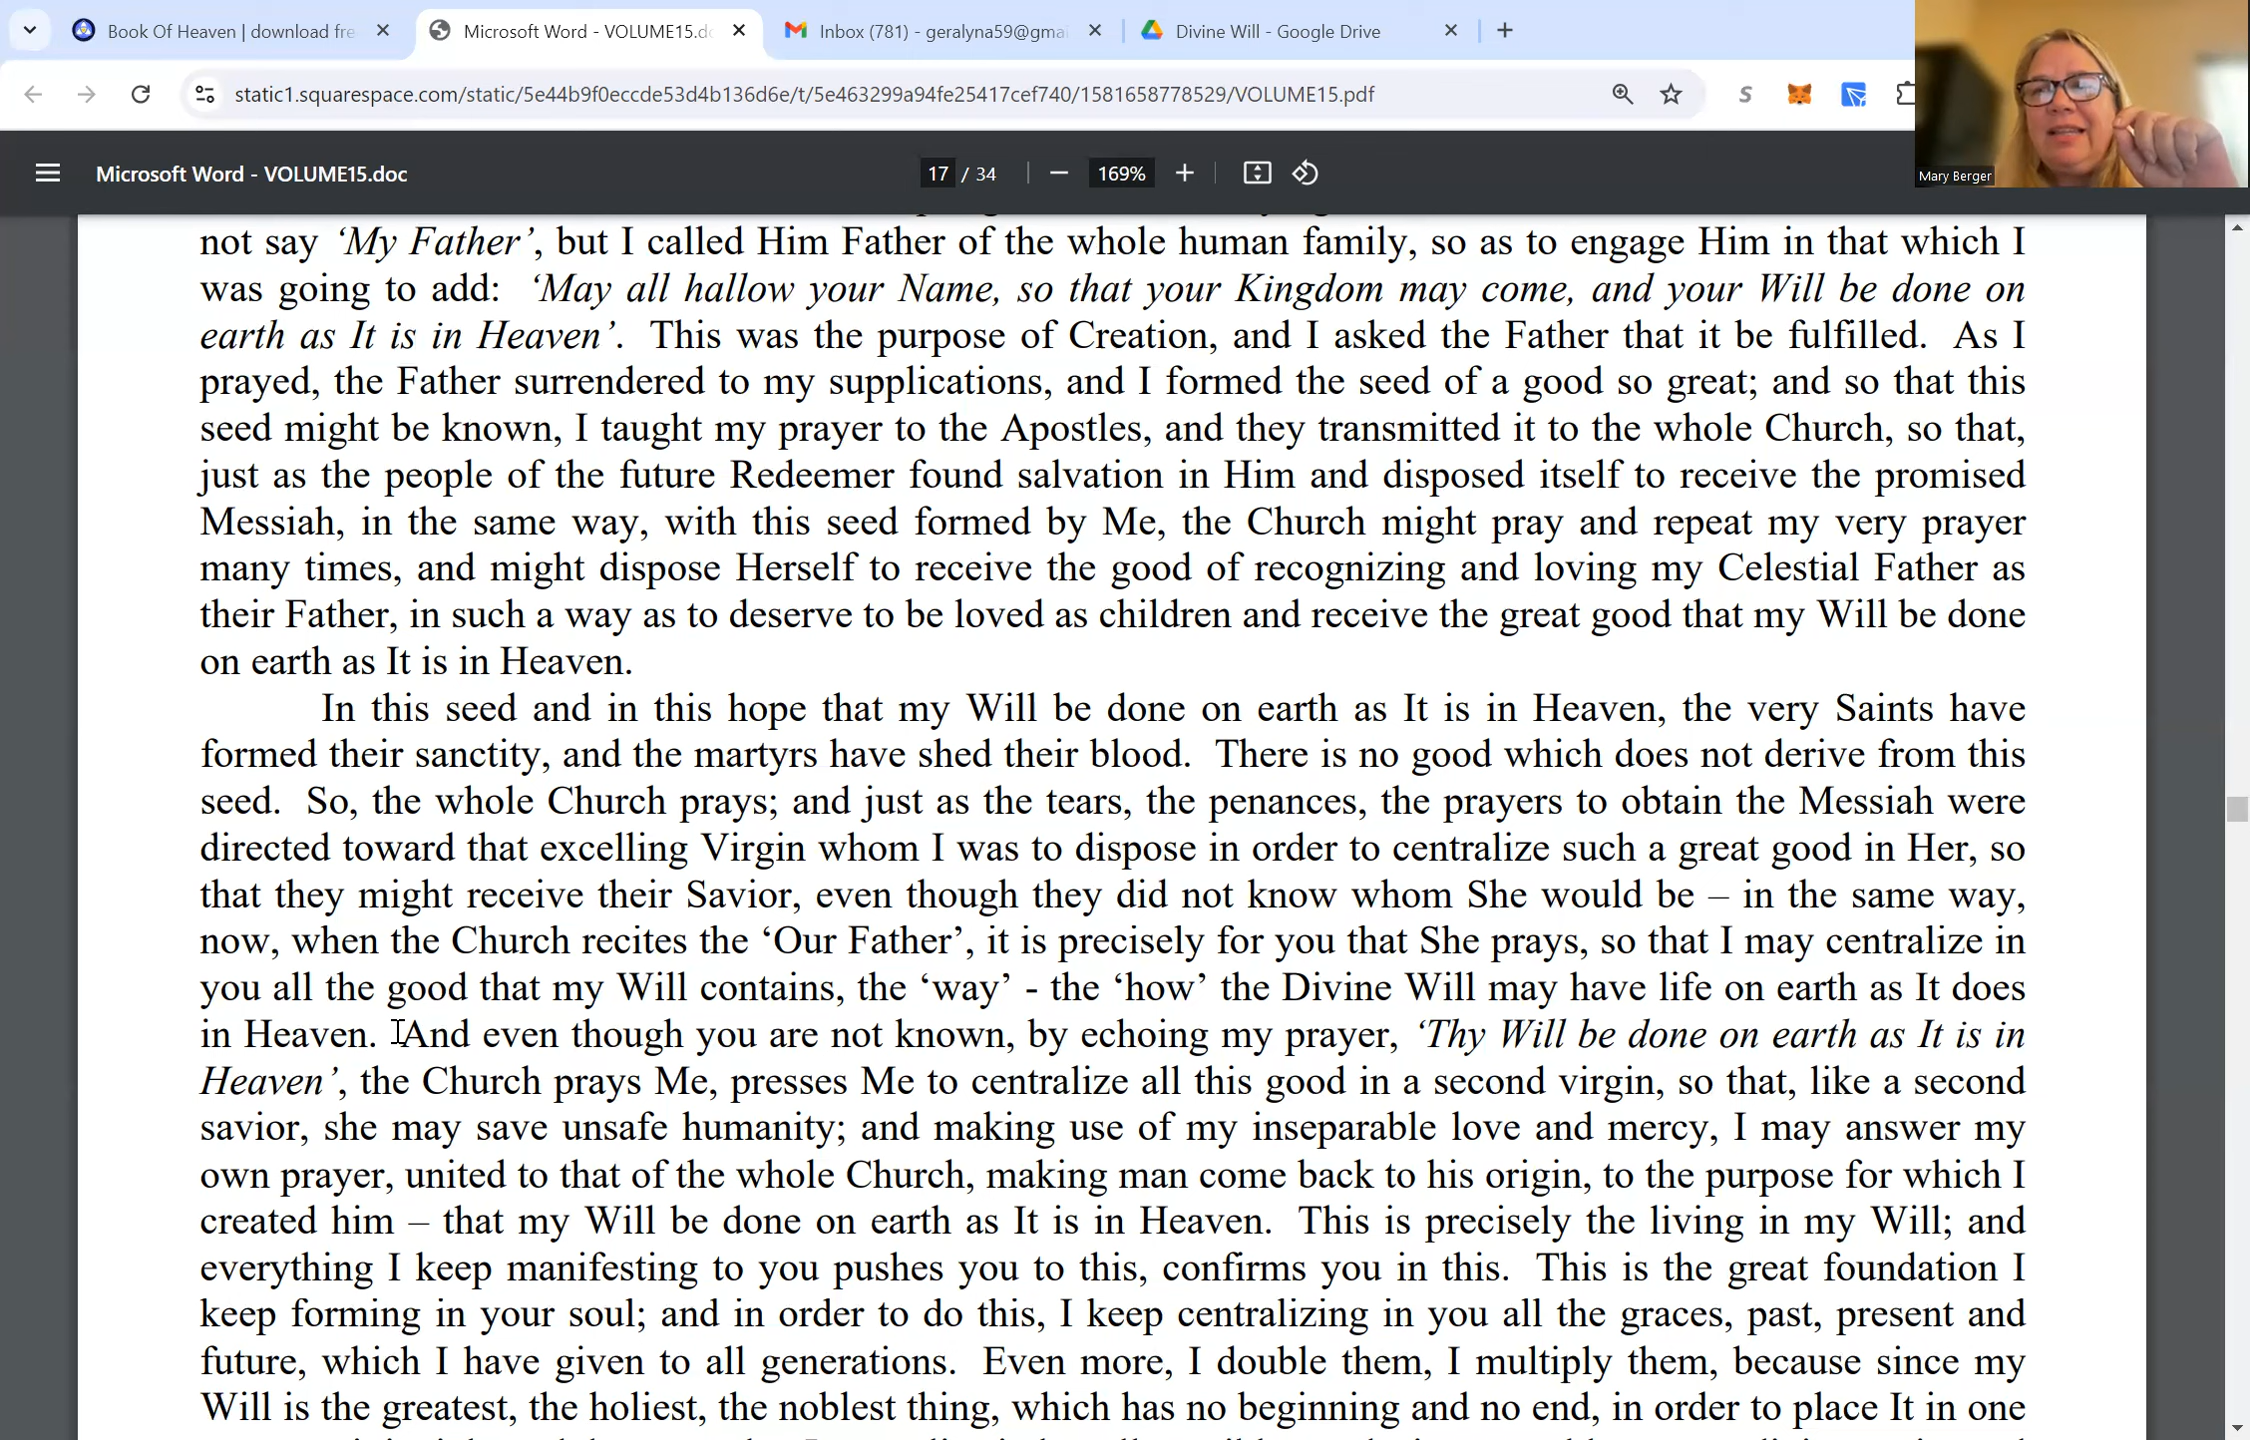 Book Of Heaven | download fre
Microsoft Word - VOLUME15.do
Inbox (781) - geralyna59@gmai
Divine Will - Google Drive
static1.squarespace.com/static/5e44b9f0eccde53d4b136d6e/t/5e463299a94fe25417cef740/1581658778529/VOLUME15.pdf
Mary Berger
Microsoft Word - VOLUME15.doc
17 / 34
169%
not say ‘My Father’, but I called Him Father of the whole human family, so as to engage Him in that which I
was going to add: ‘May all hallow your Name, so that your Kingdom may come, and your Will be done on
earth as It is in Heaven’. This was the purpose of Creation, and I asked the Father that it be fulfilled. As I
prayed, the Father surrendered to my supplications, and I formed the seed of a good so great; and so that this
seed might be known, I taught my prayer to the Apostles, and they transmitted it to the whole Church, so that,
just as the people of the future Redeemer found salvation in Him and disposed itself to receive the promised
Messiah, in the same way, with this seed formed by Me, the Church might pray and repeat my very prayer
many times, and might dispose Herself to receive the good of recognizing and loving my Celestial Father as
their Father, in such a way as to deserve to be loved as children and receive the great good that my Will be done
on earth as It is in Heaven.
In this seed and in this hope that my Will be done on earth as It is in Heaven, the very Saints have
formed their sanctity, and the martyrs have shed their blood. There is no good which does not derive from this
seed. So, the whole Church prays; and just as the tears, the penances, the prayers to obtain the Messiah were
directed toward that excelling Virgin whom I was to dispose in order to centralize such a great good in Her, so
that they might receive their Savior, even though they did not know whom She would be – in the same way,
now, when the Church recites the ‘Our Father’, it is precisely for you that She prays, so that I may centralize in
you all the good that my Will contains, the ‘way’ - the ‘how’ the Divine Will may have life on earth as It does
in Heaven. And even though you are not known, by echoing my prayer, ‘Thy Will be done on earth as It is in
Heaven’, the Church prays Me, presses Me to centralize all this good in a second virgin, so that, like a second
savior, she may save unsafe humanity; and making use of my inseparable love and mercy, I may answer my
own prayer, united to that of the whole Church, making man come back to his origin, to the purpose for which I
created him – that my Will be done on earth as It is in Heaven. This is precisely the living in my Will; and
everything I keep manifesting to you pushes you to this, confirms you in this. This is the great foundation I
keep forming in your soul; and in order to do this, I keep centralizing in you all the graces, past, present and
future, which I have given to all generations. Even more, I double them, I multiply them, because since my
Will is the greatest, the holiest, the noblest thing, which has no beginning and no end, in order to place It in one